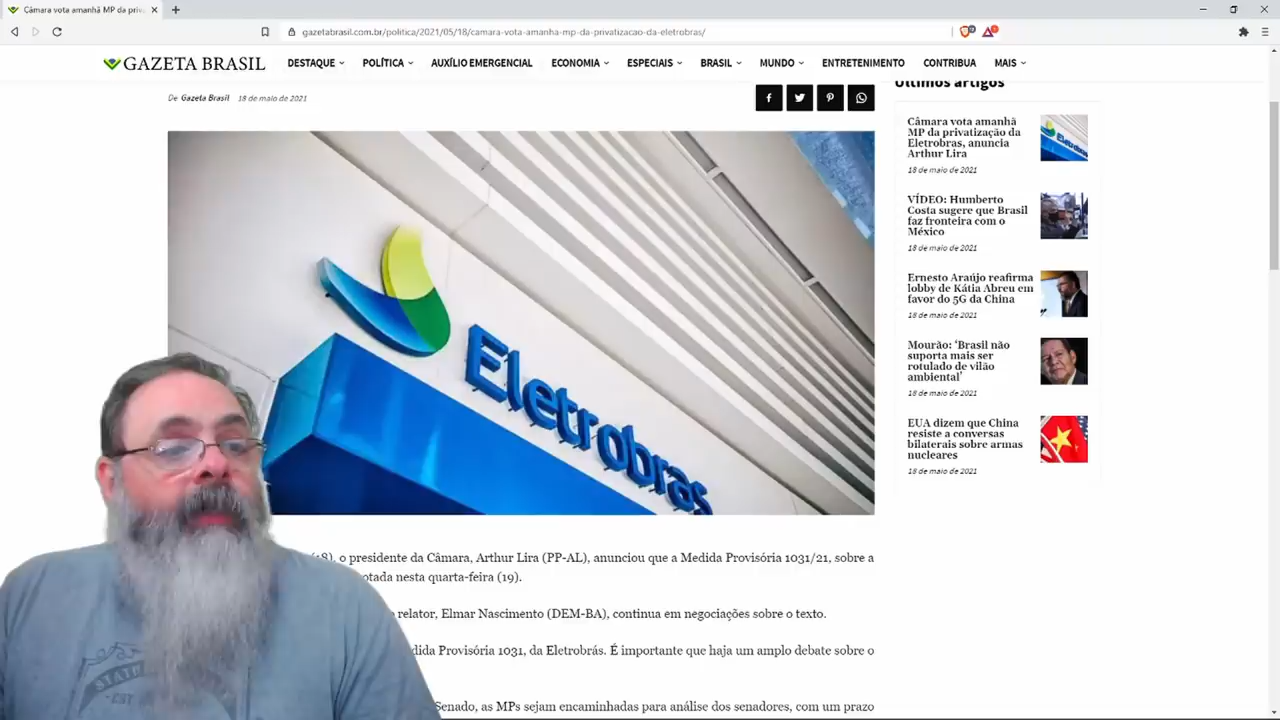 Câmara vota amanhã MP da priva
gazetabrasil.com.br/politica/2021/05/18/camara-vota-amanha-mp-da-privatizacao-da-eletrobras/
GAZETA BRASIL
DESTAQUE
POLÍTICA
AUXÍLIO EMERGENCIAL
ECONOMIA
ESPECIAIS
BRASIL
MUNDO
ENTRETENIMENTO
CONTRIBUA
MAIS
De Gazeta Brasil 18 de maio de 2021
Eletrobras
(18), o presidente da Câmara, Arthur Lira (PP-AL), anunciou que a Medida Provisória 1031/21, sobre a
votada nesta quarta-feira (19).
relator, Elmar Nascimento (DEM-BA), continua em negociações sobre o texto.
dida Provisória 1031, da Eletrobrás. É importante que haja um amplo debate sobre o
Senado, as MPs sejam encaminhadas para análise dos senadores, com um prazo
Últimos artigos
Câmara vota amanhã
MP da privatização da
Eletrobras, anuncia
Arthur Lira
18 de maio de 2021
VÍDEO: Humberto
Costa sugere que Brasil
faz fronteira com o
México
18 de maio de 2021
Ernesto Araújo reafirma
lobby de Kátia Abreu em
favor do 5G da China
18 de maio de 2021
Mourão: ‘Brasil não
suporta mais ser
rotulado de vilão
ambiental’
18 de maio de 2021
EUA dizem que China
resiste a conversas
bilaterais sobre armas
nucleares
18 de maio de 2021